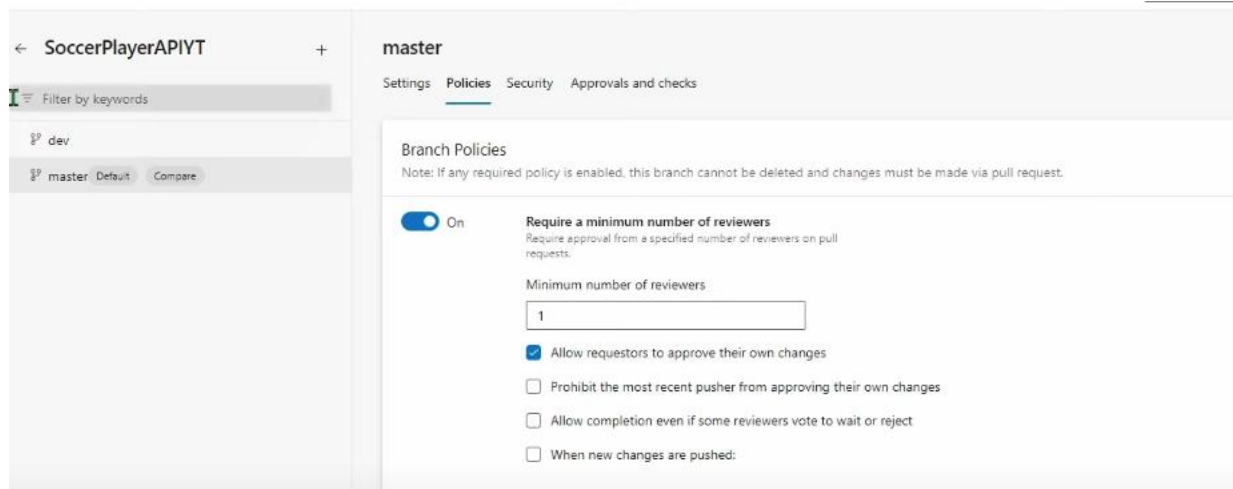 SoccerPlayerAPIYT
Filter by keywords
dev
master Default Compare
master
Settings Policies Security Approvals and checks
Branch Policies
Note: If any required policy is enabled, this branch cannot be deleted and changes must be made via pull request.
On
Require a minimum number of reviewers
Require approval from a specified number of reviewers on pull
requests.
Minimum number of reviewers
1
Allow requestors to approve their own changes
Prohibit the most recent pusher from approving their own changes
Allow completion even if some reviewers vote to wait or reject
When new changes are pushed: